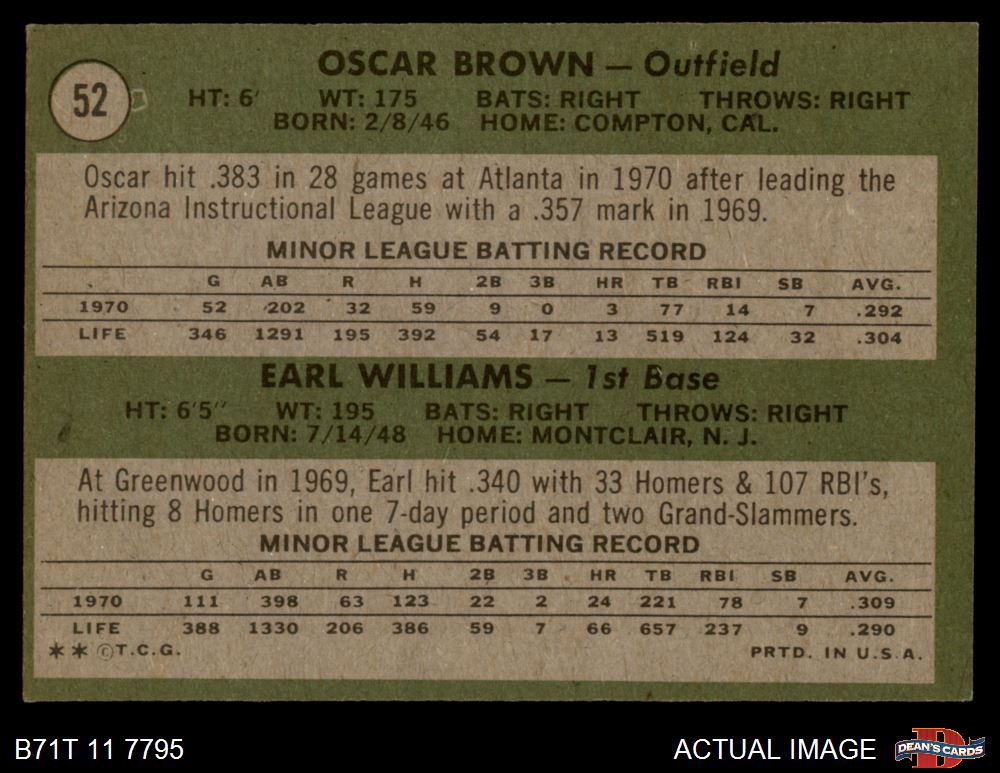 52
OSCAR BROWN — Outfield
HT: 6' WT: 175 BATS: RIGHT THROWS: RIGHT
BORN: 2/8/46 HOME: COMPTON, CAL.
Oscar hit .383 in 28 games at Atlanta in 1970 after leading the
Arizona Instructional League with a .357 mark in 1969.
MINOR LEAGUE BATTING RECORD
G AB R H 2B 3B HR TB RBI SB AVG.
1970 52 202 32 59 9 0 3 77 14 7 .292
LIFE 346 1291 195 392 54 17 13 519 124 32 .304
EARL WILLIAMS — 1st Base
HT: 6'5" WT: 195 BATS: RIGHT THROWS: RIGHT
BORN: 7/14/48 HOME: MONTCLAIR, N. J.
At Greenwood in 1969, Earl hit .340 with 33 Homers & 107 RBI's,
hitting 8 Homers in one 7-day period and two Grand-Slammers.
MINOR LEAGUE BATTING RECORD
G AB R H 2B 3B HR TB RBI SB AVG.
1970 111 398 63 123 22 2 24 221 78 7 .309
LIFE 388 1330 206 386 59 7 66 657 237 9 .290
** ©T.C.G. PRTD. IN U.S.A.
B71T 11 7795 ACTUAL IMAGE D DEAN'S CARDS